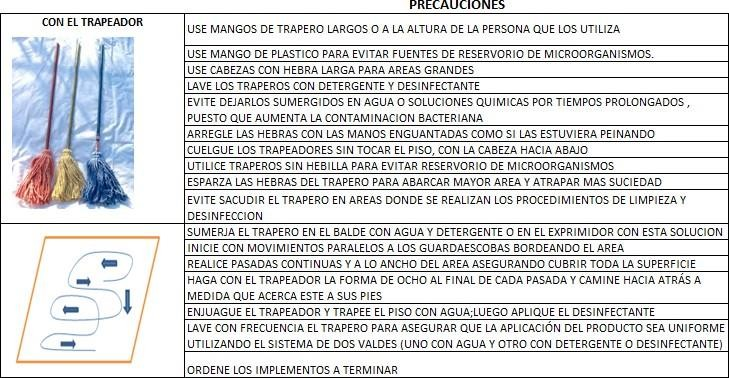 PRECAUCIONES
CON EL TRAPEADOR
USE MANGOS DE TRAPERO LARGOS O A LA ALTURA DE LA PERSONA QUE LOS UTILIZA
USE MANGO DE PLASTICO PARA EVITAR FUENTES DE RESERVORIO DE MICROORGANISMOS.
USE CABEZAS CON HEBRA LARGA PARA AREAS GRANDES
LAVE LOS TRAPEROS CON DETERGENTE Y DESINFECTANTE
EVITE DEJARLOS SUMERGIDOS EN AGUA O SOLUCIONES QUIMICAS POR TIEMPOS PROLONGADOS ,
PUESTO QUE AUMENTA LA CONTAMINACION BACTERIANA
ARREGLE LAS HEBRAS CON LAS MANOS ENGUANTADAS COMO SI LAS ESTUVIERA PEINANDO
CUELGUE LOS TRAPEADORES SIN TOCAR EL PISO, CON LA CABEZA HACIA ABAJO
UTILICE TRAPEROS SIN HEBILLA PARA EVITAR RESERVORIO DE MICROORGANISMOS
ESPARZA LAS HEBRAS DEL TRAPERO PARA ABARCAR MAYOR AREA Y ATRAPAR MAS SUCIEDAD
EVITE SACUDIR EL TRAPERO EN AREAS DONDE SE REALIZAN LOS PROCEDIMIENTOS DE LIMPIEZA Y
DESINFECCION
SUMERJA EL TRAPERO EN EL BALDE CON AGUA Y DETERGENTE O EN EL EXPRIMIDOR CON ESTA SOLUCION
INICIE CON MOVIMIENTOS PARALELOS A LOS GUARDAESCOBAS BORDEANDO EL AREA
REALICE PASADAS CONTINUAS Y A LO ANCHO DEL AREA ASEGURANDO CUBRIR TODA LA SUPERFICIE
HAGA CON EL TRAPEADOR LA FORMA DE OCHO AL FINAL DE CADA PASADA Y CAMINE HACIA ATRÁS A
MEDIDA QUE ACERCA ESTE A SUS PIES
ENJUAGUE EL TRAPEADOR Y TRAPEE EL PISO CON AGUA;LUEGO APLIQUE EL DESINFECTANTE
LAVE CON FRECUENCIA EL TRAPERO PARA ASEGURAR QUE LA APLICACIÓN DEL PRODUCTO SEA UNIFORME
UTILIZANDO EL SISTEMA DE DOS VALDES (UNO CON AGUA Y OTRO CON DETERGENTE O DESINFECTANTE)
ORDENE LOS IMPLEMENTOS A TERMINAR